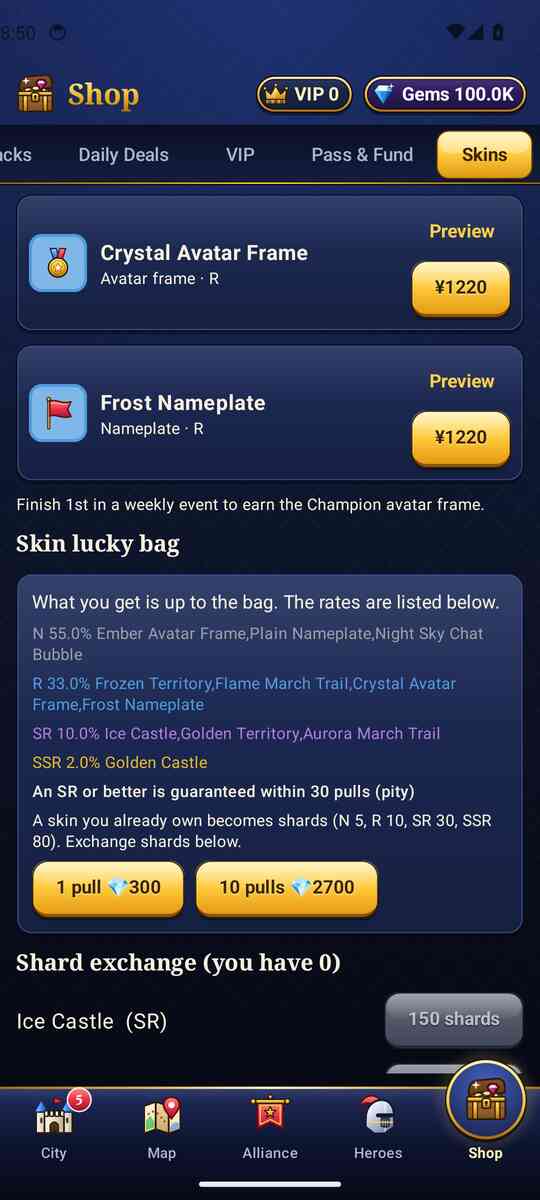 8:50
Shop
VIP 0
Gems 100.0K
acks
Daily Deals
VIP
Pass & Fund
Skins
Crystal Avatar Frame
Avatar frame · R
Preview
¥1220
Frost Nameplate
Nameplate · R
Preview
¥1220
Finish 1st in a weekly event to earn the Champion avatar frame.
Skin lucky bag
What you get is up to the bag. The rates are listed below.
N 55.0% Ember Avatar Frame,Plain Nameplate,Night Sky Chat
Bubble
R 33.0% Frozen Territory,Flame March Trail,Crystal Avatar
Frame,Frost Nameplate
SR 10.0% Ice Castle,Golden Territory,Aurora March Trail
SSR 2.0% Golden Castle
An SR or better is guaranteed within 30 pulls (pity)
A skin you already own becomes shards (N 5, R 10, SR 30, SSR
80). Exchange shards below.
1 pull 💎300
10 pulls 💎2700
Shard exchange (you have 0)
Ice Castle (SR)
150 shards
5
City
Map
Alliance
Heroes
Shop